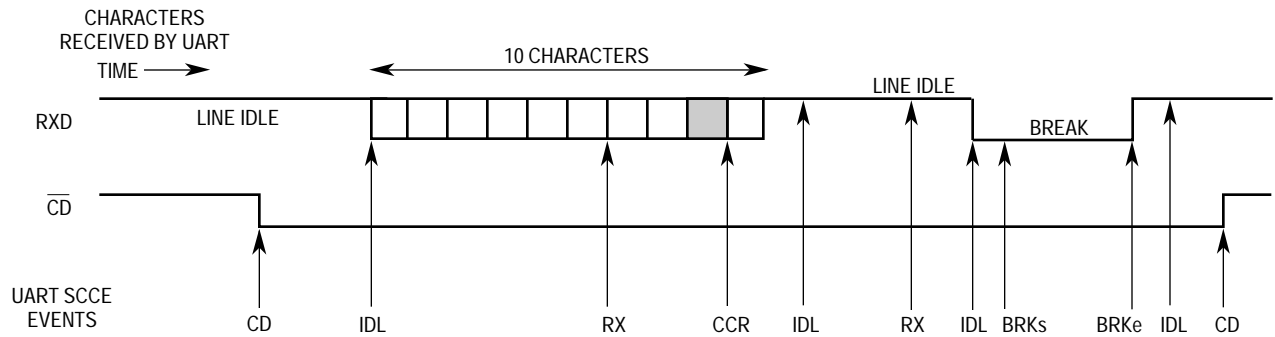 CHARACTERS
RECEIVED BY UART
TIME
10 CHARACTERS
RXD
LINE IDLE
LINE IDLE
BREAK
CD
UART SCCE
EVENTS
CD IDL RX CCR IDL RX IDL BRKs BRKe IDL CD